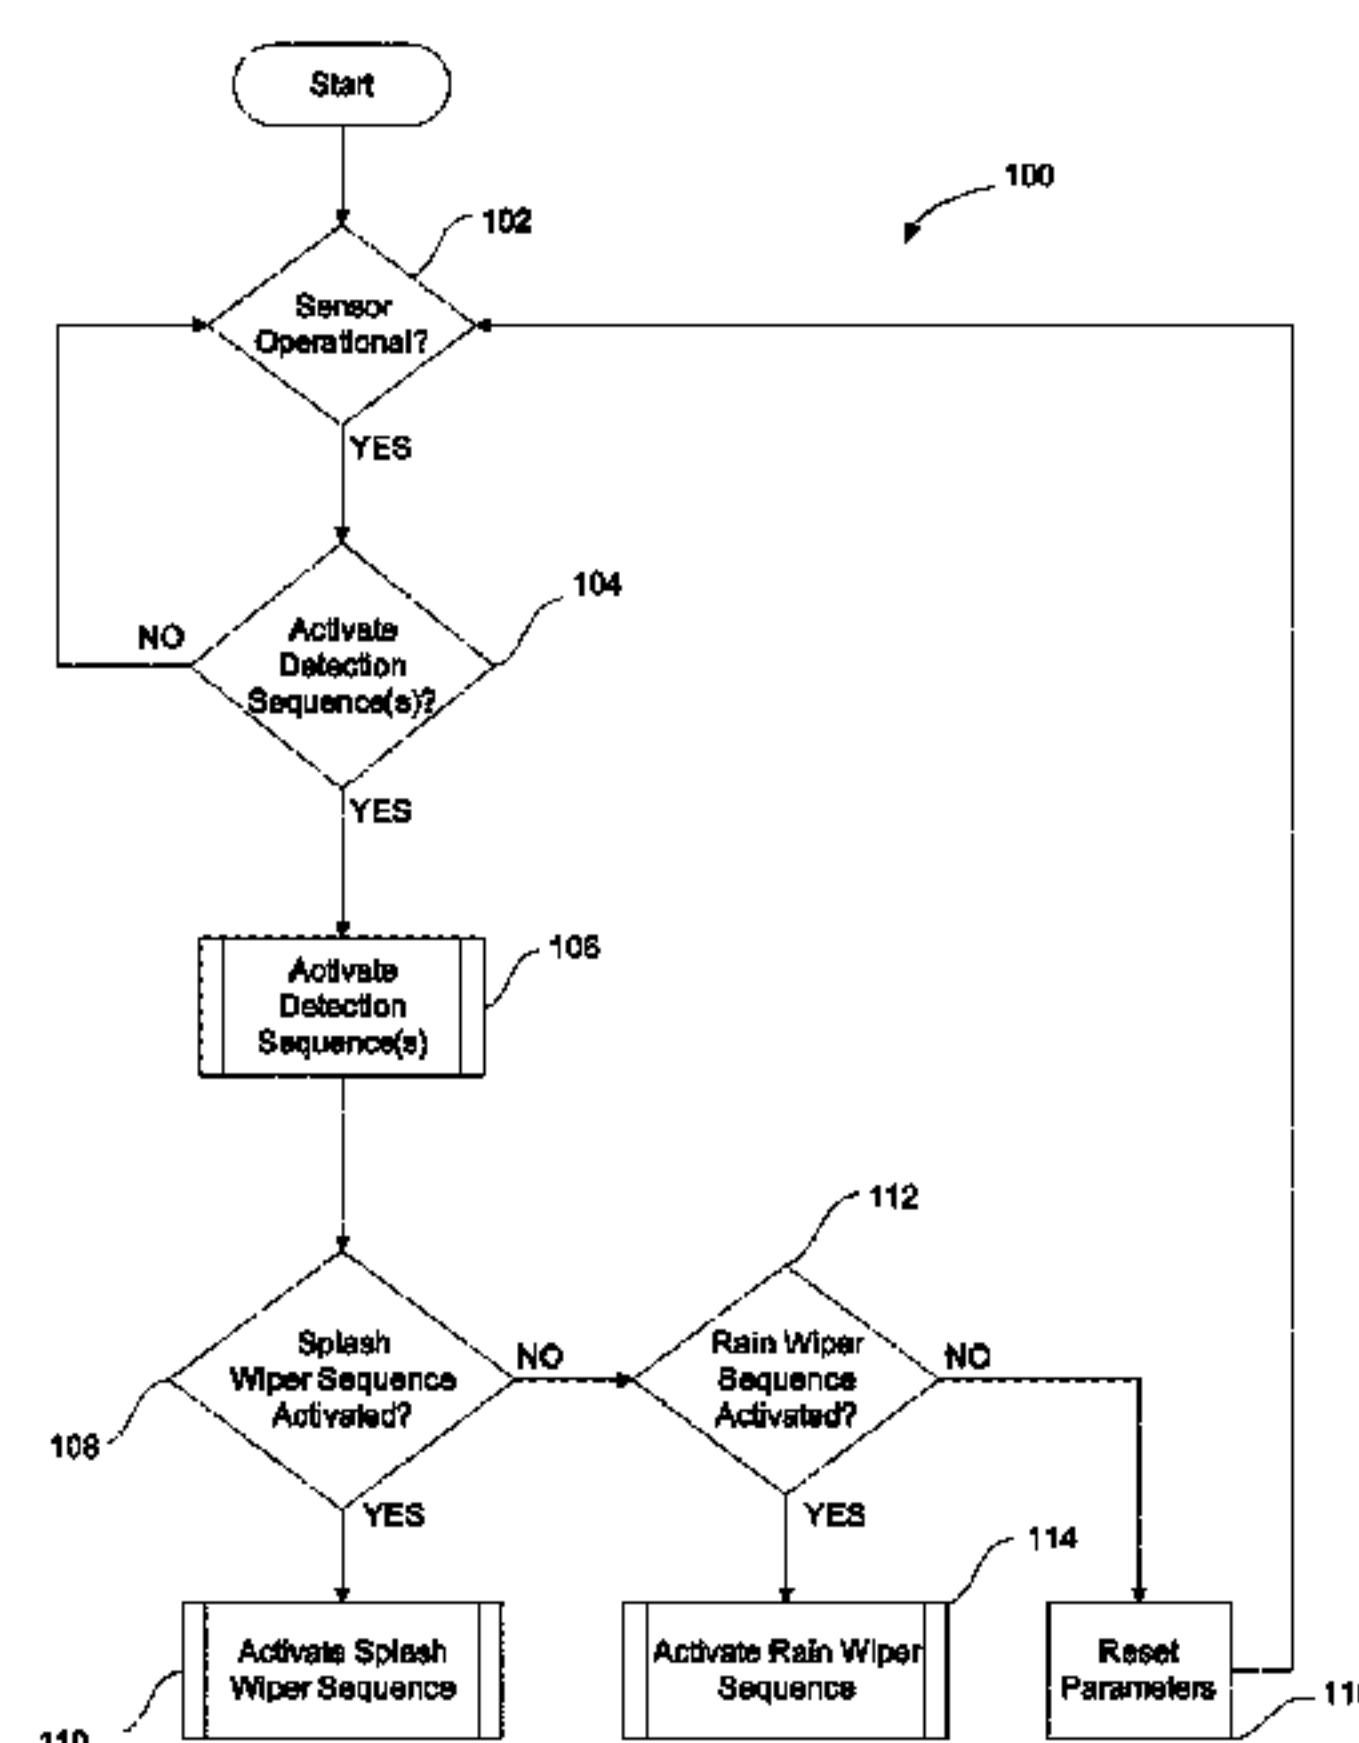 Start
100
102
Sensor
Operational?
YES
104
NO
Activate
Detection
Sequence(s)?
YES
106
Activate
Detection
Sequence(s)
112
Splash
Wiper Sequence
Activated?
NO
Rain Wiper
Sequence
Activated?
NO
108
YES
YES
114
Activate Splash
Wiper Sequence
Activate Rain Wiper
Sequence
Reset
Parameters